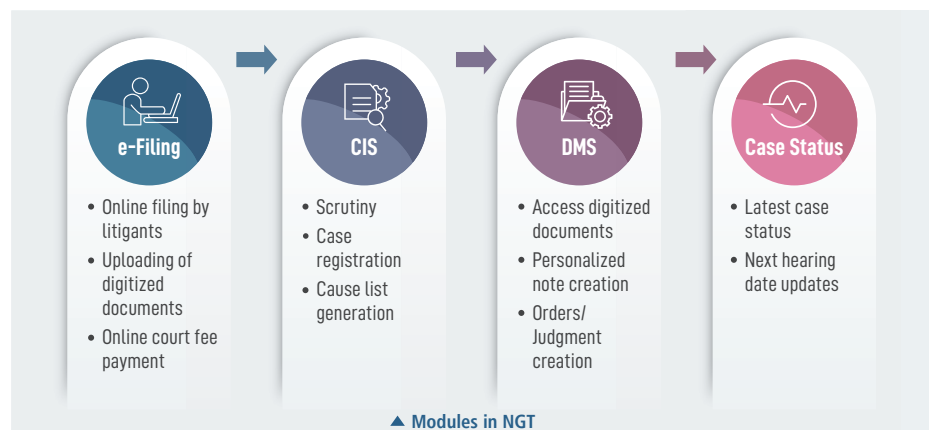 e-Filing
• Online filing by
litigants
• Uploading of
digitized
documents
• Online court fee
payment
CIS
• Scrutiny
• Case
registration
• Cause list
generation
DMS
• Access digitized
documents
• Personalized
note creation
• Orders/
Judgment
creation
Case Status
• Latest case
status
• Next hearing
date updates
▲ Modules in NGT